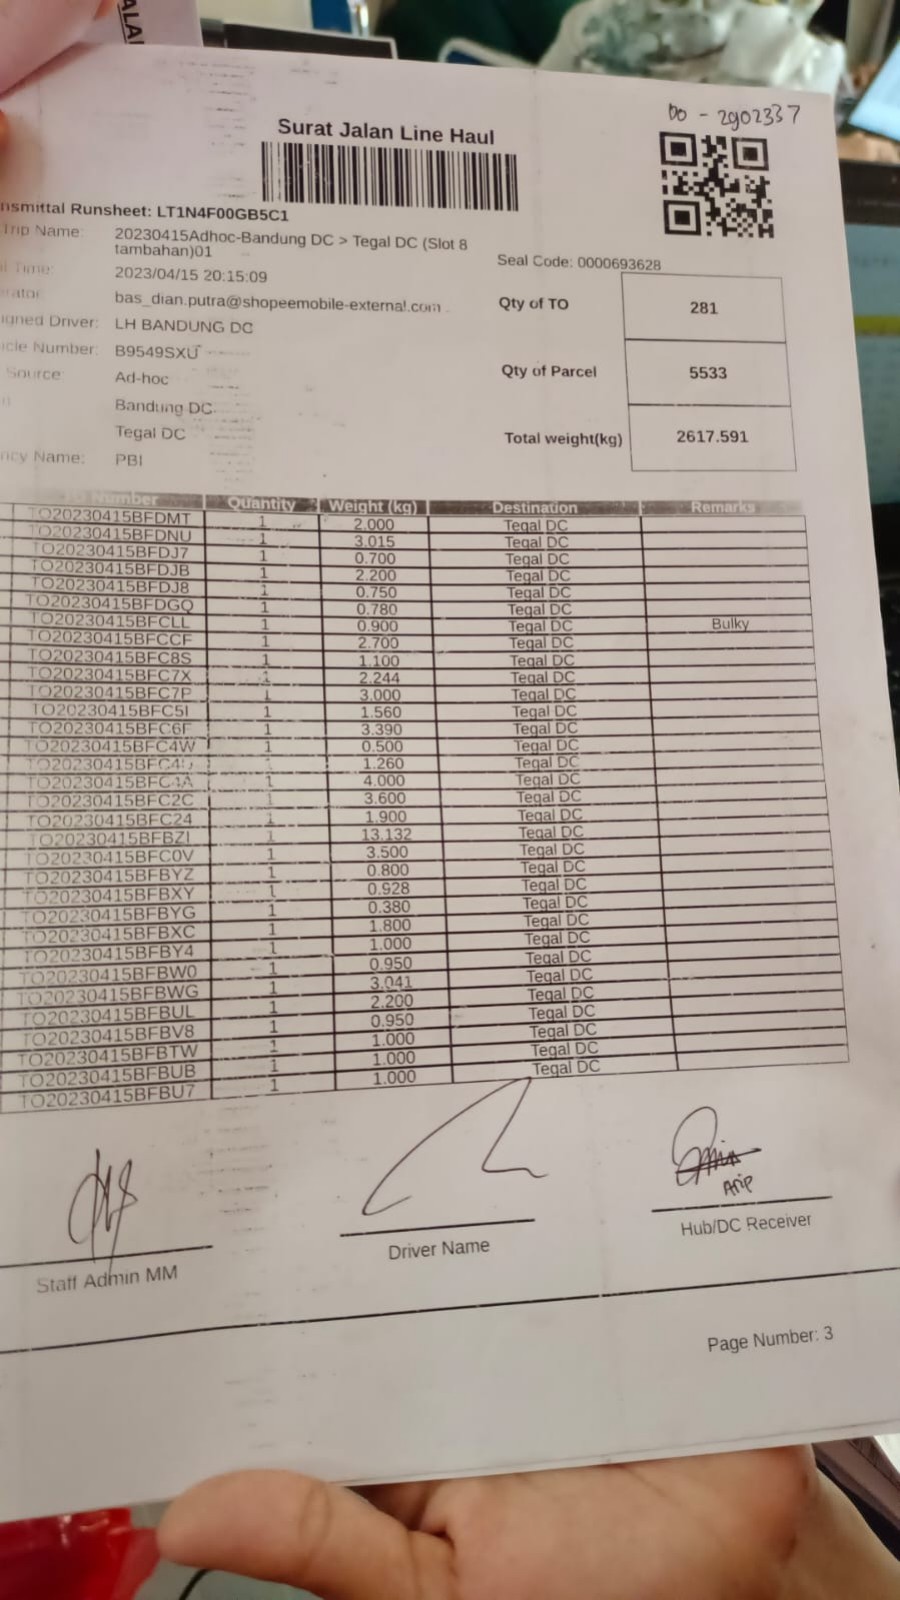 ALA
DO - 2902337
Surat Jalan Line Haul
nsmittal Runsheet: LT1N4F00GB5C1
Trip Name: 20230415Adhoc-Bandung DC > Tegal DC (Slot 8
tambahan)01
Time: 2023/04/15 20:15:09
rator: bas_dian.putra@shopeemobile-external.com
igned Driver: LH BANDUNG DC
icle Number: B9549SXU
Source: Ad-hoc
Bandung DC
Tegal DC
ncy Name: PBI
Seal Code: 0000693628
Qty of TO 281
Qty of Parcel 5533
Total weight(kg) 2617.591
TO Number Quantity Weight (kg) Destination Remarks
TO20230415BFDMT 1 2.000 Tegal DC
TO20230415BFDNU 1 3.015 Tegal DC
TO20230415BFDJ7 1 0.700 Tegal DC
TO20230415BFDJB 1 2.200 Tegal DC
TO20230415BFDJ8 1 0.750 Tegal DC
TO20230415BFDGQ 1 0.780 Tegal DC
TO20230415BFCLL 1 0.900 Tegal DC Bulky
TO20230415BFCCF 1 2.700 Tegal DC
TO20230415BFC8S 1 1.100 Tegal DC
TO20230415BFC7X 1 2.244 Tegal DC
TO20230415BFC7P 1 3.000 Tegal DC
TO20230415BFC5I 1 1.560 Tegal DC
TO20230415BFC6F 1 3.390 Tegal DC
TO20230415BFC4W 1 0.500 Tegal DC
1 1.260 Tegal DC
TO20230415BFC4A 1 4.000 Tegal DC
TO20230415BFC2C 1 3.600 Tegal DC
TO20230415BFC24 1 1.900 Tegal DC
TO20230415BFBZI 1 13.132 Tegal DC
TO20230415BFC0V 1 3.500 Tegal DC
TO20230415BFBYZ 1 0.800 Tegal DC
TO20230415BFBXY 1 0.928 Tegal DC
TO20230415BFBYG 1 0.380 Tegal DC
TO20230415BFBXC 1 1.800 Tegal DC
TO20230415BFBY4 1 1.000 Tegal DC
TO20230415BFBW0 1 0.950 Tegal DC
TO20230415BFBWG 1 3.041 Tegal DC
TO20230415BFBUL 1 2.200 Tegal DC
TO20230415BFBV8 1 0.950 Tegal DC
TO20230415BFBTW 1 1.000 Tegal DC
TO20230415BFBUB 1 1.000 Tegal DC
TO20230415BFBU7 1 1.000 Tegal DC
Arip
Staff Admin MM
Driver Name
Hub/DC Receiver
Page Number: 3